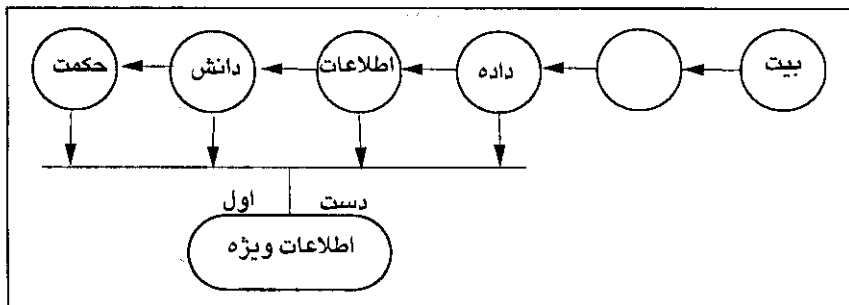 بیت
داده
اطلاعات
دانش
حکمت
دست اول
اطلاعات ویژه